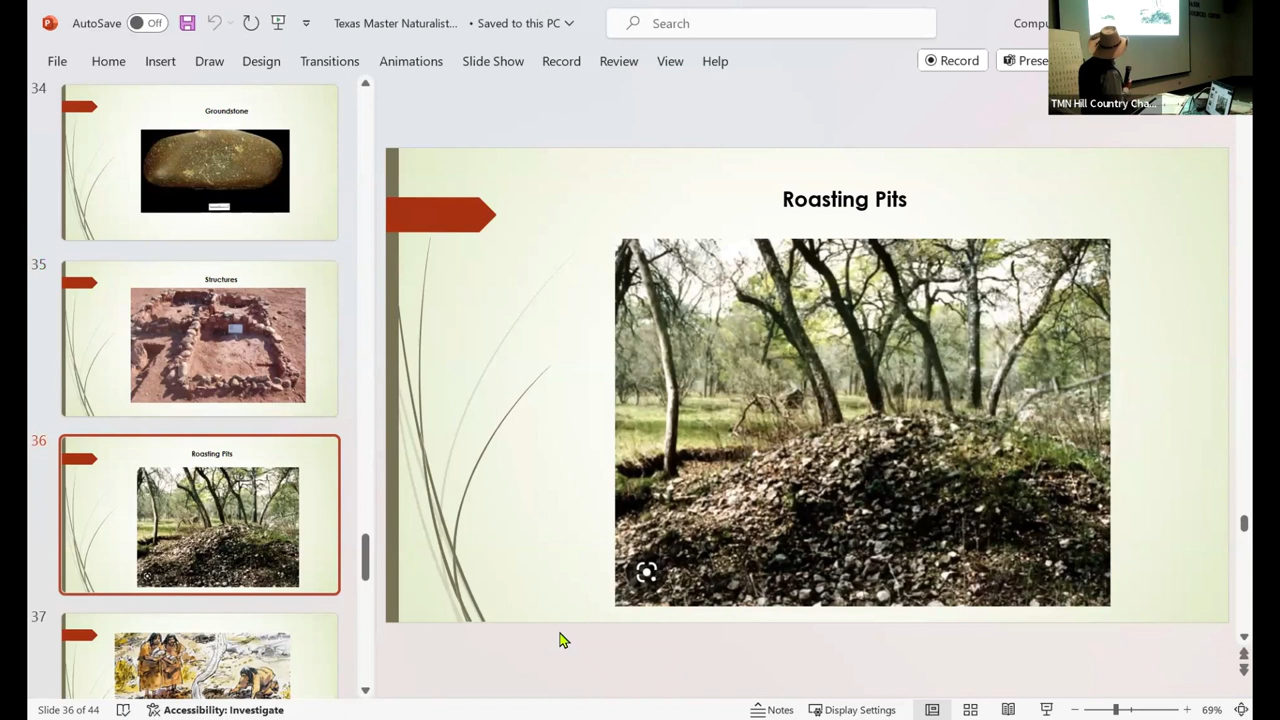 AutoSave
Off
Texas Master Naturalist... • Saved to this PC
Search
Compu
File
Home
Insert
Draw
Design
Transitions
Animations
Slide Show
Record
Review
View
Help
Record
Prese
TMN Hill Country Cha...
34
Groundstone
35
Structures
36
Roasting Pits
37
Roasting Pits
Slide 36 of 44
Accessibility: Investigate
Notes
Display Settings
69%